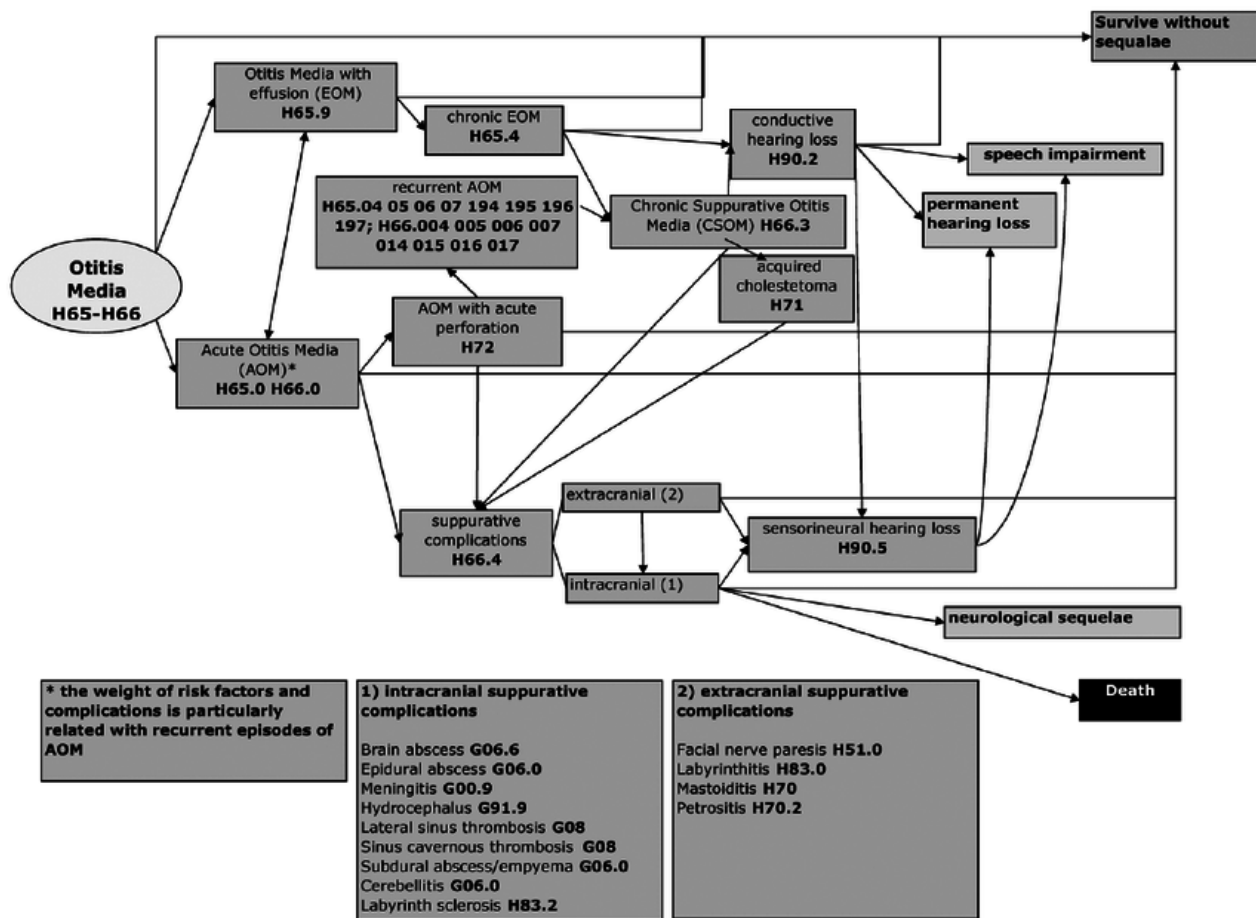 Survive without
sequalae
Otitis Media with
effusion (EOM)
H65.9
chronic EOM
H65.4
conductive
hearing loss
H90.2
speech impairment
recurrent AOM
H65.04 05 06 07 194 195 196
197; H66.004 005 006 007
014 015 016 017
Chronic Suppurative Otitis
Media (CSOM) H66.3
permanent
hearing loss
Otitis
Media
H65-H66
acquired
cholestetoma
H71
AOM with acute
perforation
H72
Acute Otitis Media
(AOM)*
H65.0 H66.0
extracranial (2)
suppurative
complications
H66.4
sensorineural hearing loss
H90.5
intracranial (1)
neurological sequelae
Death
* the weight of risk factors and
complications is particularly
related with recurrent episodes of
AOM
1) intracranial suppurative
complications
Brain abscess G06.6
Epidural abscess G06.0
Meningitis G00.9
Hydrocephalus G91.9
Lateral sinus thrombosis G08
Sinus cavernous thrombosis G08
Subdural abscess/empyema G06.0
Cerebellitis G06.0
Labyrinth sclerosis H83.2
2) extracranial suppurative
complications
Facial nerve paresis H51.0
Labyrinthitis H83.0
Mastoiditis H70
Petrositis H70.2